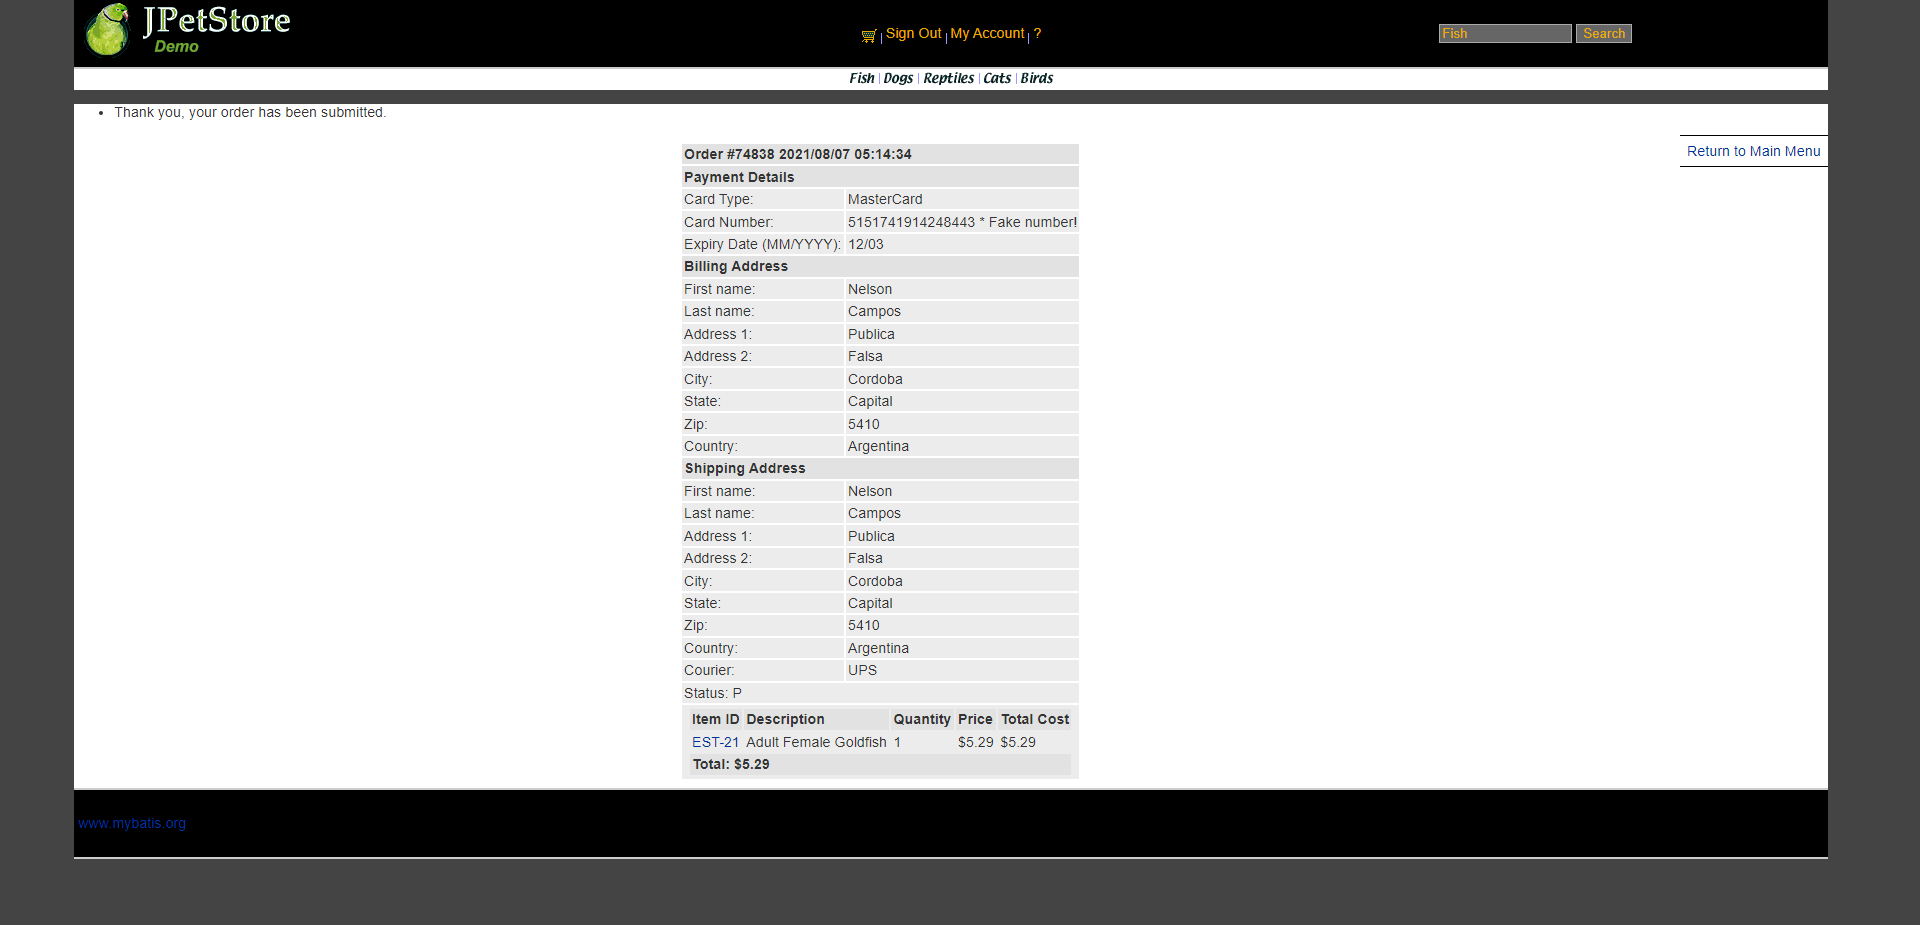 JPetStore
Demo
Sign Out | My Account | ?
Fish
Search
Fish | Dogs | Reptiles | Cats | Birds
Thank you, your order has been submitted.
Return to Main Menu
Order #74838 2021/08/07 05:14:34
Payment Details
Card Type: MasterCard
Card Number: 5151741914248443 * Fake number!
Expiry Date (MM/YYYY): 12/03
Billing Address
First name: Nelson
Last name: Campos
Address 1: Publica
Address 2: Falsa
City: Cordoba
State: Capital
Zip: 5410
Country: Argentina
Shipping Address
First name: Nelson
Last name: Campos
Address 1: Publica
Address 2: Falsa
City: Cordoba
State: Capital
Zip: 5410
Country: Argentina
Courier: UPS
Status: P
Item ID Description Quantity Price Total Cost
EST-21 Adult Female Goldfish 1 $5.29 $5.29
Total: $5.29
www.mybatis.org